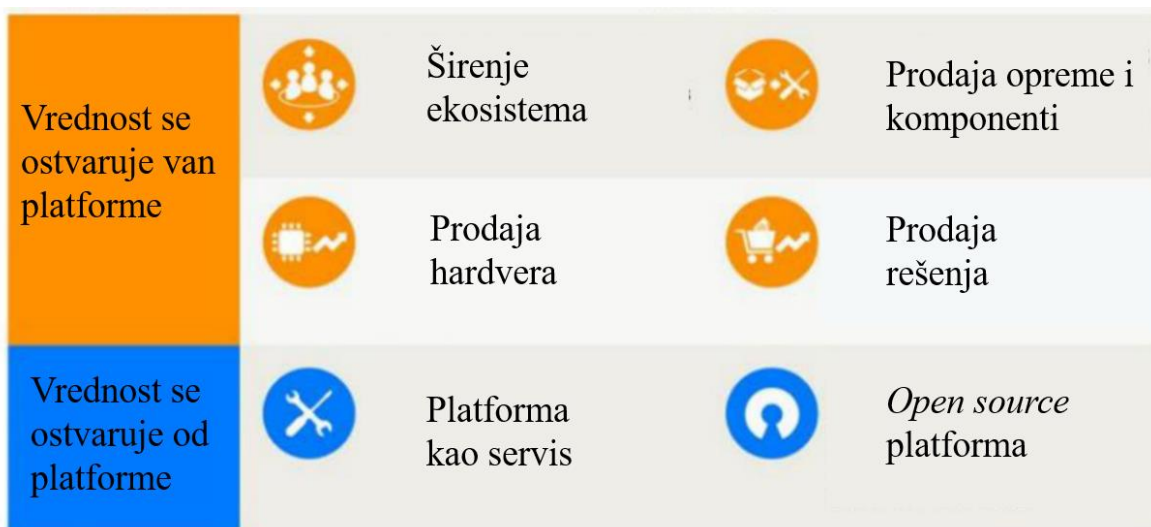 Vrednost se
ostvaruje van
platforme
Širenje
ekosistema
Prodaja opreme i
komponenti
Prodaja
hardvera
Prodaja
rešenja
Vrednost se
ostvaruje od
platforme
Platforma
kao servis
Open source
platforma